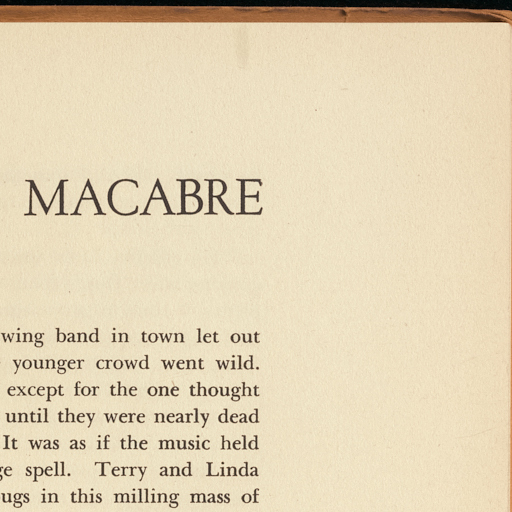 MACABRE
wing band in town let out
younger crowd went wild.
except for the one thought
until they were nearly dead
It was as if the music held
ge spell. Terry and Linda
ugs in this milling mass of